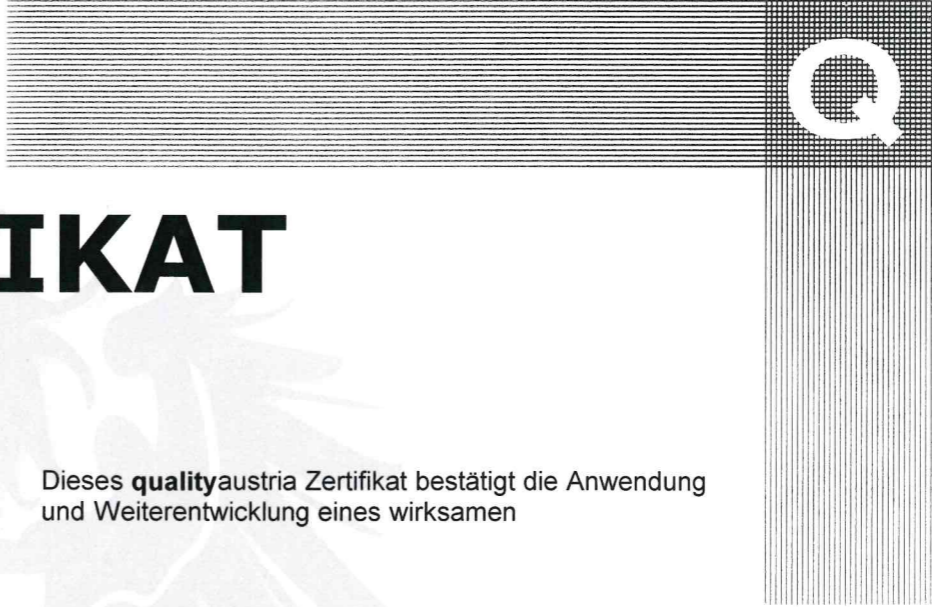 Q
IKAT
Dieses qualityaustria Zertifikat bestätigt die Anwendung
und Weiterentwicklung eines wirksamen